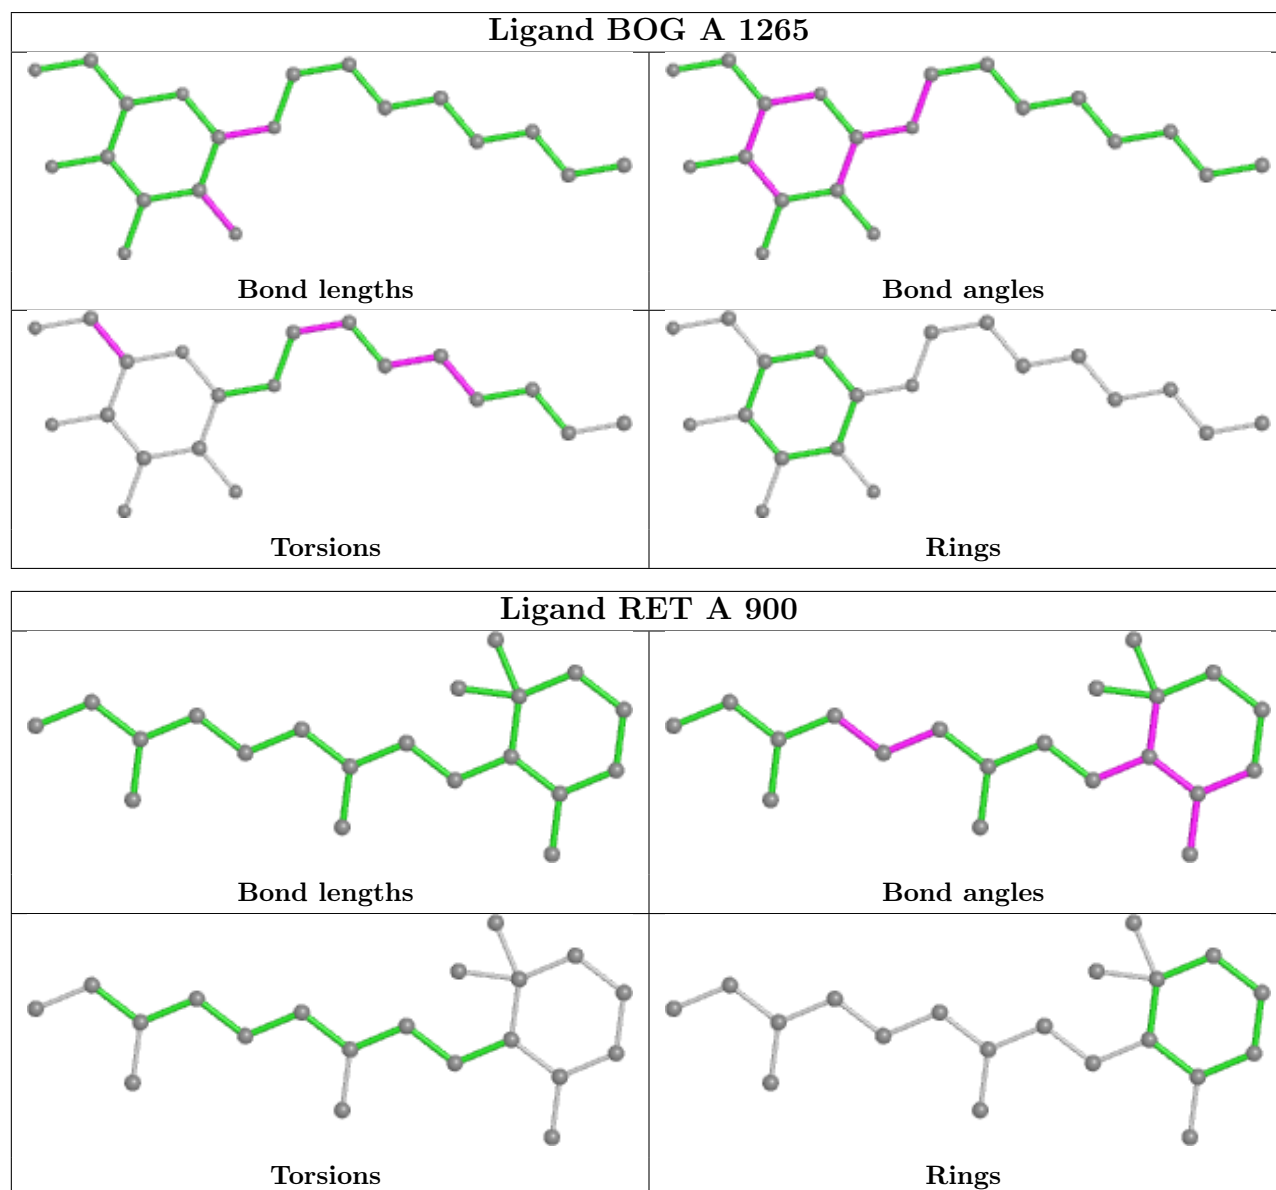 Ligand BOG A 1265
Bond lengths
Bond angles
Torsions
Rings
Ligand RET A 900
Bond lengths
Bond angles
Torsions
Rings